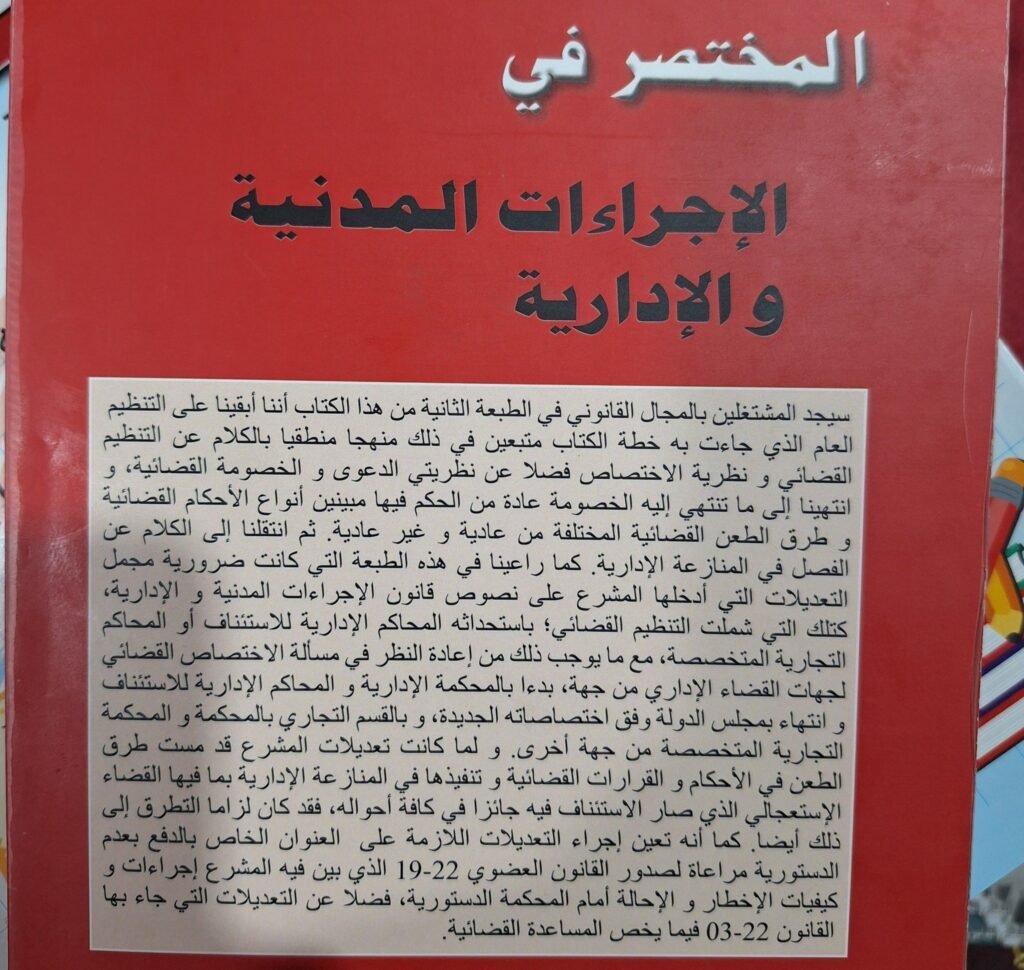 المختصر في
الإجراءات المدنية
و الإدارية
سيجد المشتغلين بالمجال القانوني في الطبعة الثانية من هذا الكتاب أننا أبقينا على التنظيم
العام الذي جاءت به خطة الكتاب متبعين في ذلك منهجا منطقيا بالكلام عن التنظيم
القضائي و نظرية الاختصاص فضلا عن نظريتي الدعوى و الخصومة القضائية، و
انتهينا إلى ما تنتهي إليه الخصومة عادة من الحكم فيها مبينين أنواع الأحكام القضائية
و طرق الطعن القضائية المختلفة من عادية و غير عادية. ثم انتقلنا إلى الكلام عن
الفصل في المنازعة الإدارية. كما راعينا في هذه الطبعة التي كانت ضرورية مجمل
التعديلات التي أدخلها المشرع على نصوص قانون الإجراءات المدنية و الإدارية،
كتلك التي شملت التنظيم القضائي؛ باستحداثه المحاكم الإدارية للاستئناف أو المحاكم
التجارية المتخصصة، مع ما يوجب ذلك من إعادة النظر في مسألة الاختصاص القضائي
لجهات القضاء الإداري من جهة، بدءا بالمحكمة الإدارية و المحاكم الإدارية للاستئناف
و انتهاء بمجلس الدولة وفق اختصاصاته الجديدة، و بالقسم التجاري بالمحكمة و المحكمة
التجارية المتخصصة من جهة أخرى. و لما كانت تعديلات المشرع قد مست طرق
الطعن في الأحكام و القرارات القضائية و تنفيذها في المنازعة الإدارية بما فيها القضاء
الإستعجالي الذي صار الاستئناف فيه جائزا في كافة أحواله، فقد كان لزاما التطرق إلى
ذلك أيضا. كما أنه تعين إجراء التعديلات اللازمة على العنوان الخاص بالدفع بعدم
الدستورية مراعاة لصدور القانون العضوي 22-19 الذي بين فيه المشرع إجراءات و
كيفيات الإخطار و الإحالة أمام المحكمة الدستورية، فضلا عن التعديلات التي جاء بها
القانون 22-03 فيما يخص المساعدة القضائية.